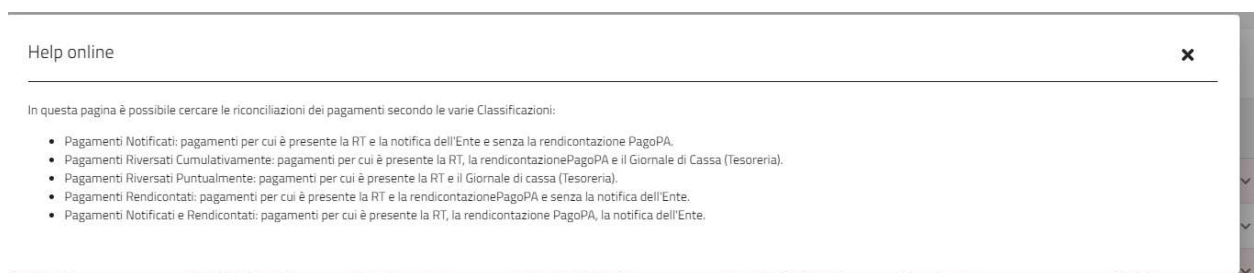 Help online
In questa pagina è possibile cercare le riconciliazioni dei pagamenti secondo le varie Classificazioni:
Pagamenti Notificati: pagamenti per cui è presente la RT e la notifica dell'Ente e senza la rendicontazione PagoPA.
Pagamenti Riversati Cumulativamente: pagamenti per cui è presente la RT, la rendicontazionePagoPA e il Giornale di Cassa (Tesoreria).
Pagamenti Riversati Puntualmente: pagamenti per cui è presente la RT e il Giornale di cassa (Tesoreria).
Pagamenti Rendicontati: pagamenti per cui è presente la RT e la rendicontazionePagoPA e senza la notifica dell'Ente.
Pagamenti Notificati e Rendicontati: pagamenti per cui è presente la RT, la rendicontazione PagoPA, la notifica dell'Ente.